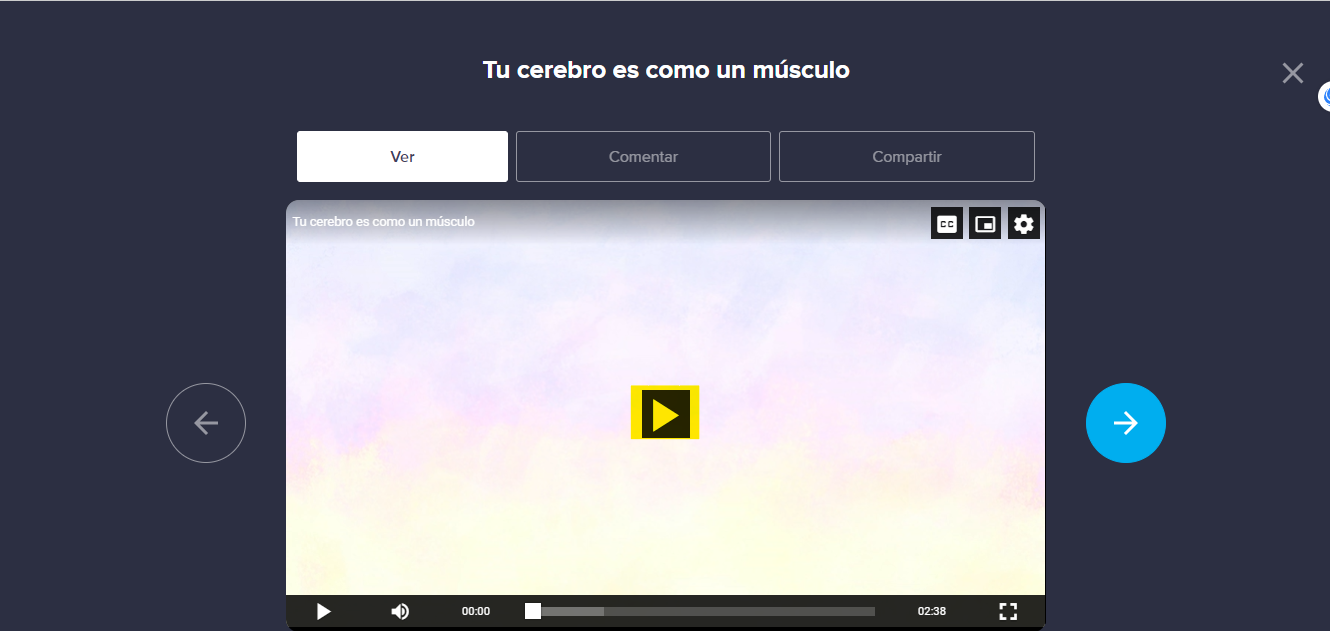 Tu cerebro es como un músculo
Ver
Comentar
Compartir
Tu cerebro es como un músculo
CC
00:00
02:38